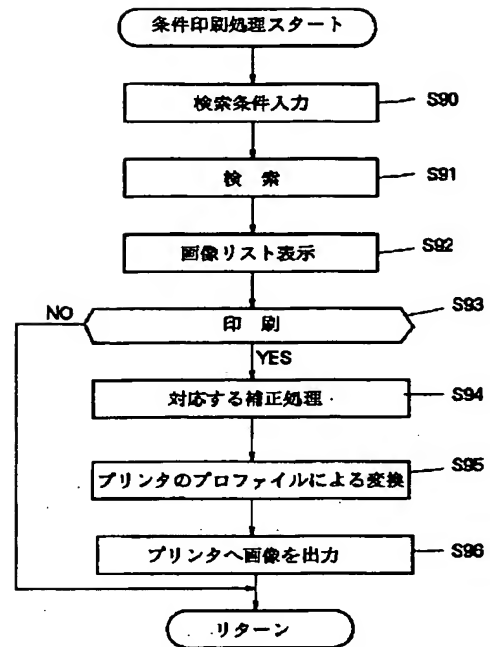 条件印刷処理スタート
検索条件入力 S90
検 索 S91
画像リスト表示 S92
印 刷 S93
NO
YES
対応する補正処理 S94
プリンタのプロファイルによる変換 S95
プリンタへ画像を出力 S96
リターン